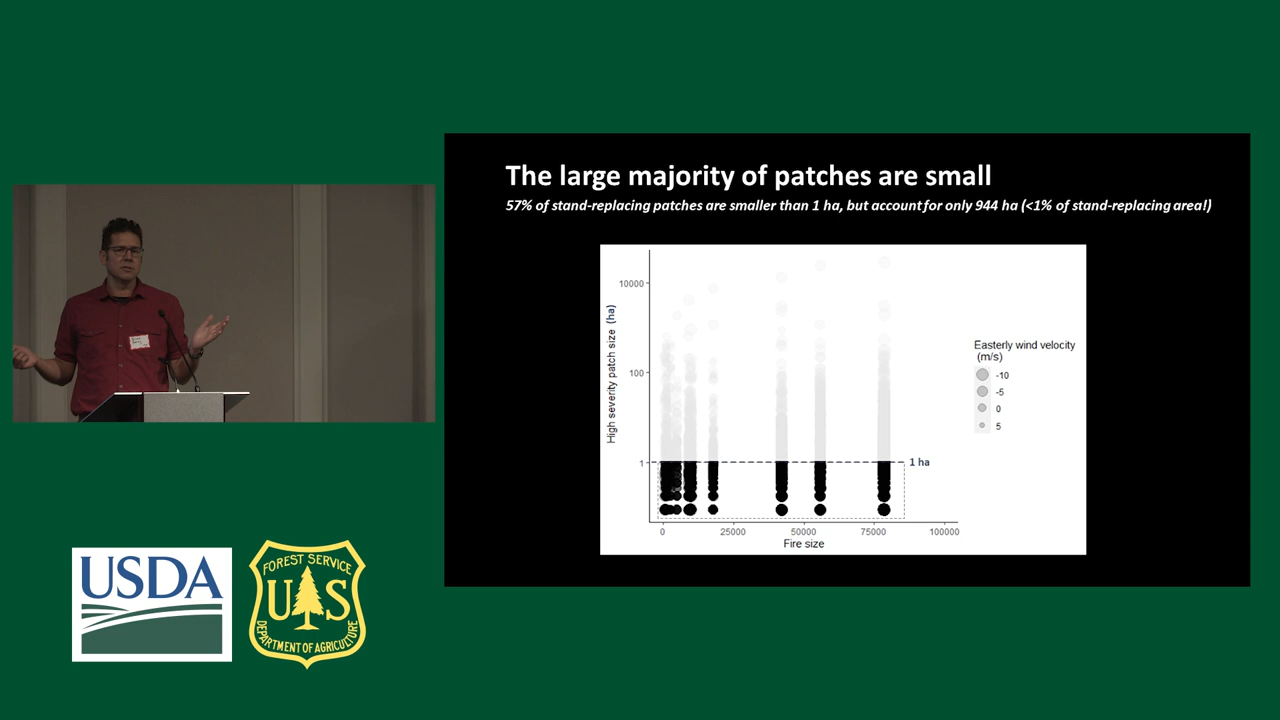 The large majority of patches are small
57% of stand-replacing patches are smaller than 1 ha, but account for only 944 ha (<1% of stand-replacing area!)
High severity patch size (ha)
10000
100
1
1 ha
0
25000
50000
75000
100000
Fire size
Easterly wind velocity
(m/s)
-10
-5
0
5
USDA
FOREST SERVICE
U S
DEPARTMENT OF AGRICULTURE